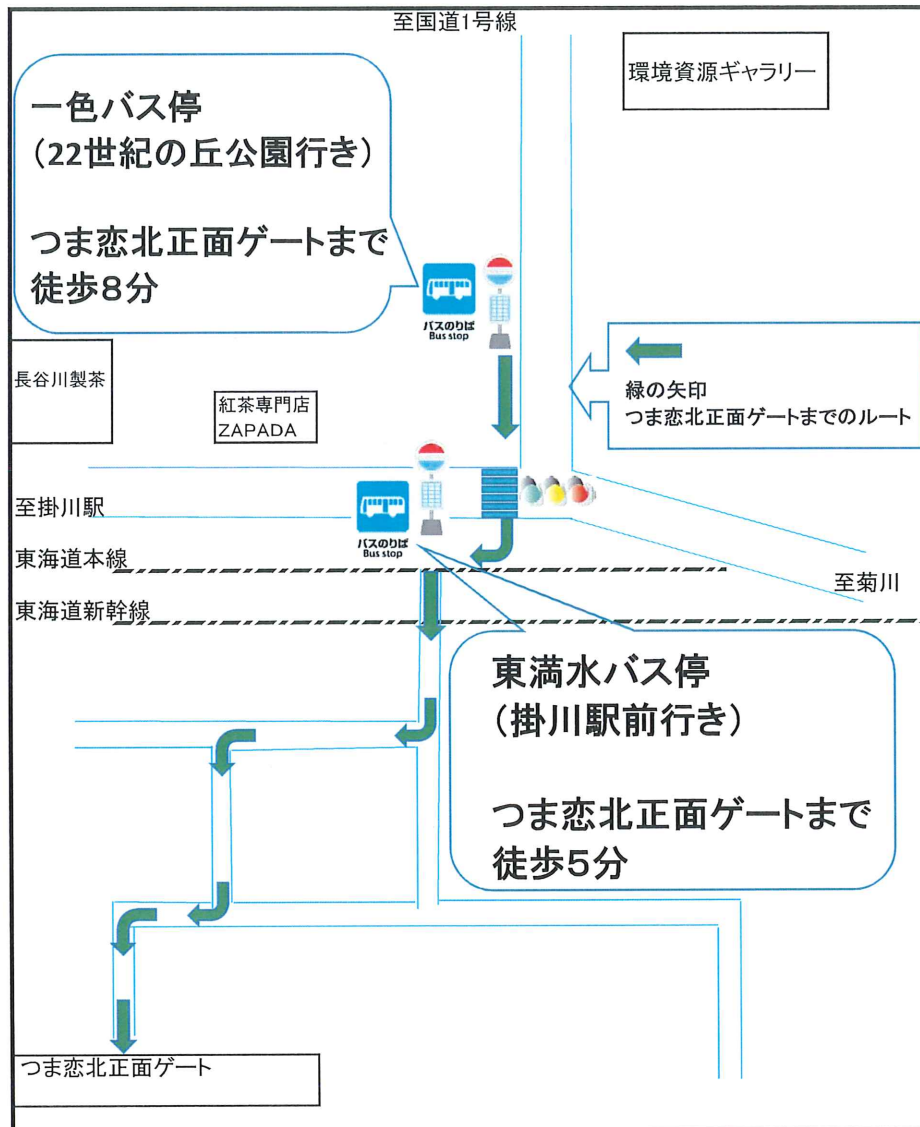 至国道1号線
環境資源ギャラリー
一色バス停
(22世紀の丘公園行き)
つま恋北正面ゲートまで
徒歩8分
バスのりば
Bus stop
緑の矢印
つま恋北正面ゲートまでのルート
長谷川製茶
紅茶専門店
ZAPADA
至掛川駅
バスのりば
Bus stop
東海道本線
至菊川
東海道新幹線
東満水バス停
(掛川駅前行き)
つま恋北正面ゲートまで
徒歩5分
つま恋北正面ゲート